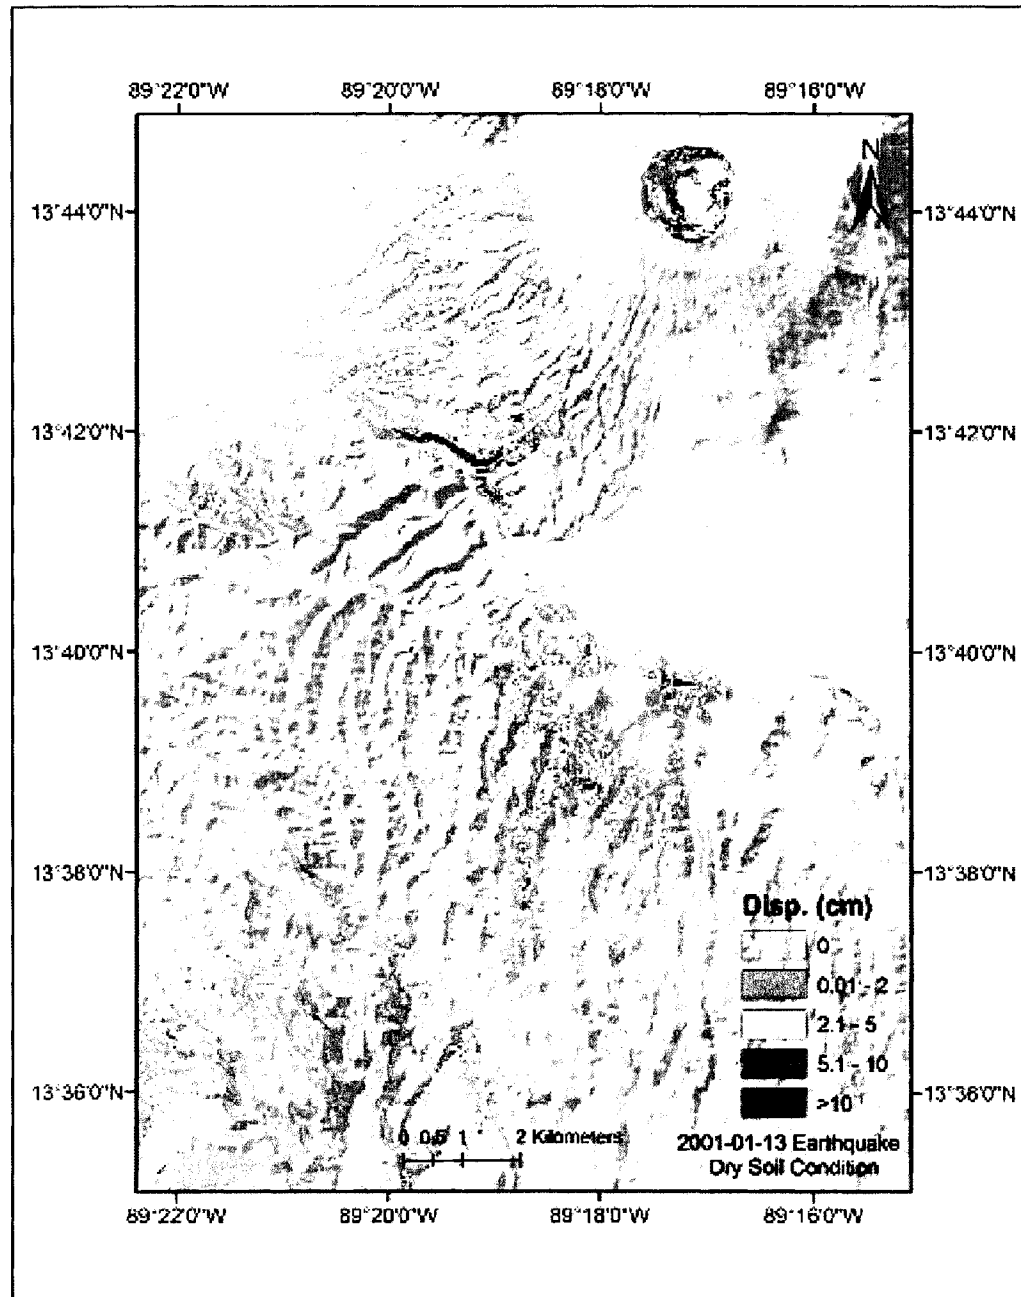 89°22'0"W 89°20'0"W 89°18'0"W 89°16'0"W
N
13°44'0"N 13°44'0"N
13°42'0"N 13°42'0"N
13°40'0"N 13°40'0"N
13°38'0"N 13°38'0"N
Disp. (cm)
0
0.01 - 2
2.1 - 5
5.1 - 10
>10
13°36'0"N 13°36'0"N
0 0.5 1 2 Kilometers
2001-01-13 Earthquake
Dry Soil Condition
89°22'0"W 89°20'0"W 89°18'0"W 89°16'0"W